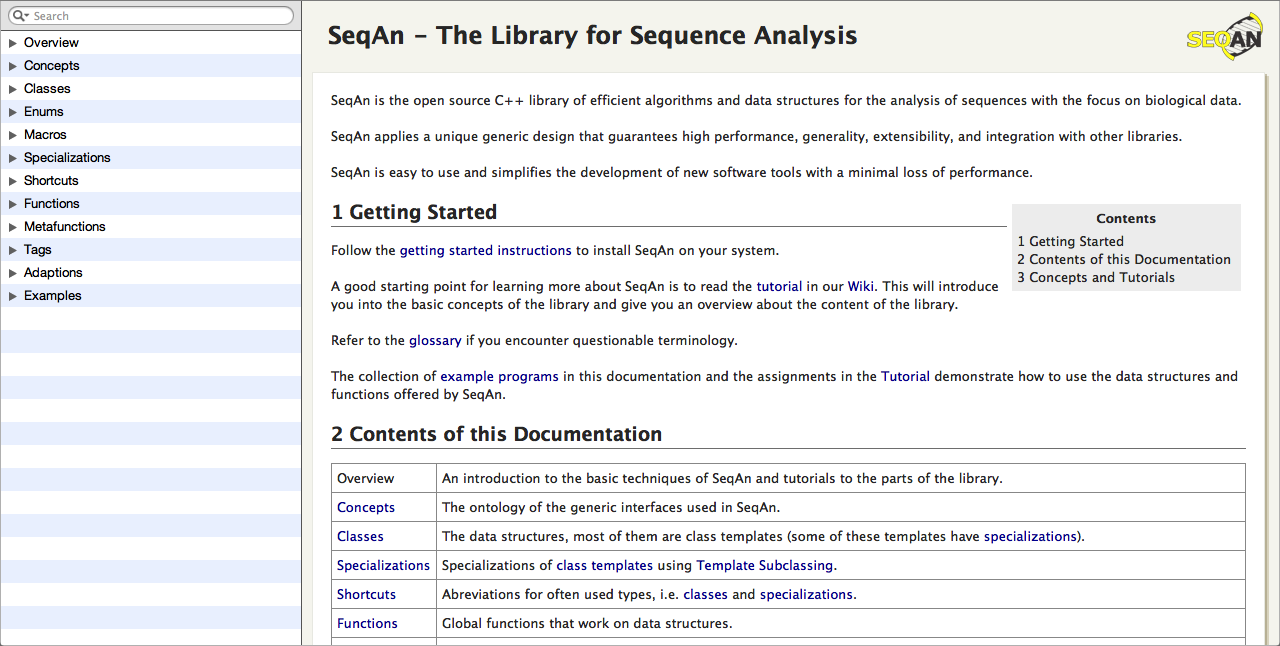 Search
Overview
Concepts
Classes
Enums
Macros
Specializations
Shortcuts
Functions
Metafunctions
Tags
Adaptions
Examples
SeqAn – The Library for Sequence Analysis
SEQAN
SeqAn is the open source C++ library of efficient algorithms and data structures for the analysis of sequences with the focus on biological data.
SeqAn applies a unique generic design that guarantees high performance, generality, extensibility, and integration with other libraries.
SeqAn is easy to use and simplifies the development of new software tools with a minimal loss of performance.
1 Getting Started
Contents
1 Getting Started
2 Contents of this Documentation
3 Concepts and Tutorials
Follow the getting started instructions to install SeqAn on your system.
A good starting point for learning more about SeqAn is to read the tutorial in our Wiki. This will introduce
you into the basic concepts of the library and give you an overview about the content of the library.
Refer to the glossary if you encounter questionable terminology.
The collection of example programs in this documentation and the assignments in the Tutorial demonstrate how to use the data structures and
functions offered by SeqAn.
2 Contents of this Documentation
Overview An introduction to the basic techniques of SeqAn and tutorials to the parts of the library.
Concepts The ontology of the generic interfaces used in SeqAn.
Classes The data structures, most of them are class templates (some of these templates have specializations).
Specializations Specializations of class templates using Template Subclassing.
Shortcuts Abreviations for often used types, i.e. classes and specializations.
Functions Global functions that work on data structures.